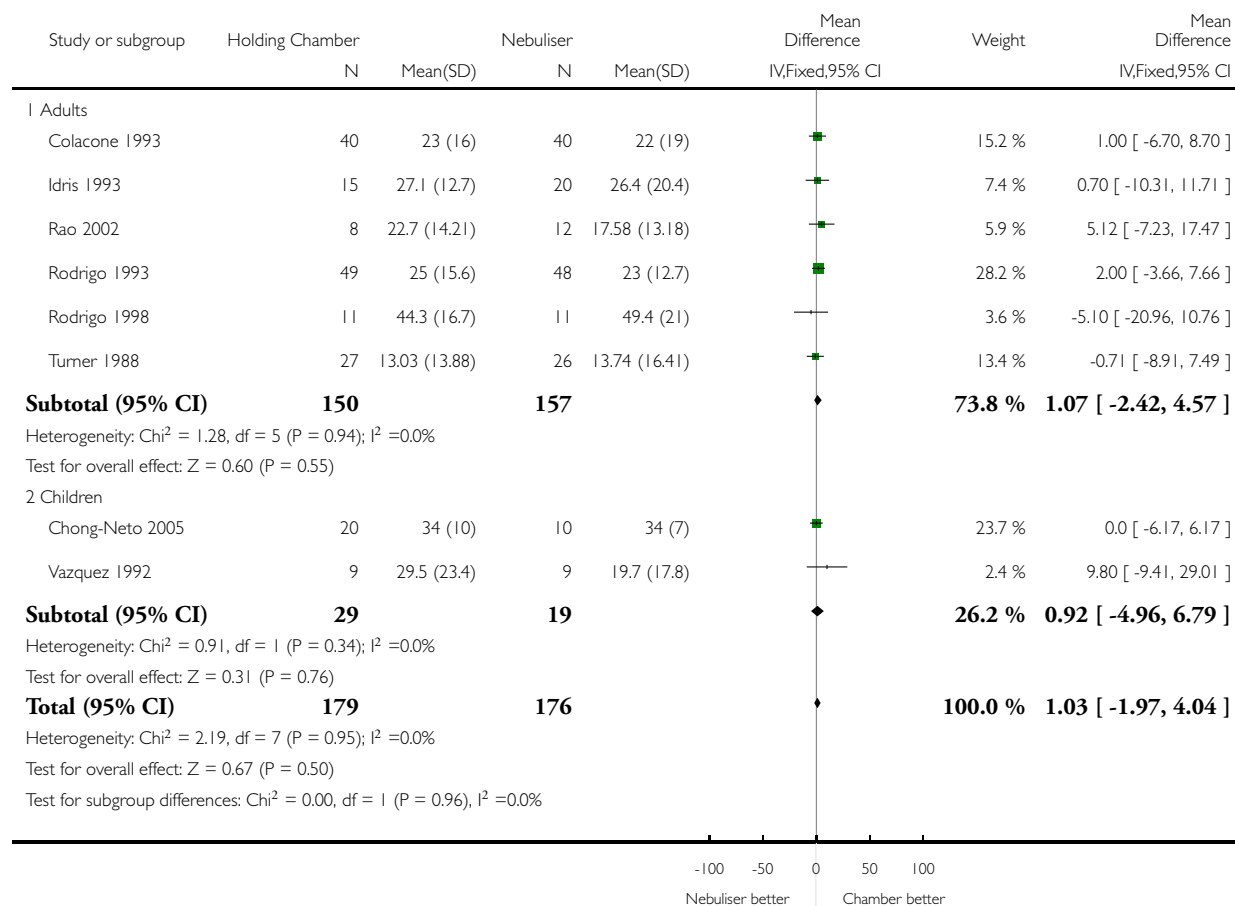 Study or subgroup Holding Chamber Nebuliser Mean Difference Weight Mean Difference
N Mean(SD) N Mean(SD) IV,Fixed,95% CI IV,Fixed,95% CI
1 Adults
Colacone 1993 40 23 (16) 40 22 (19) 15.2 % 1.00 [ -6.70, 8.70 ]
Idris 1993 15 27.1 (12.7) 20 26.4 (20.4) 7.4 % 0.70 [ -10.31, 11.71 ]
Rao 2002 8 22.7 (14.21) 12 17.58 (13.18) 5.9 % 5.12 [ -7.23, 17.47 ]
Rodrigo 1993 49 25 (15.6) 48 23 (12.7) 28.2 % 2.00 [ -3.66, 7.66 ]
Rodrigo 1998 11 44.3 (16.7) 11 49.4 (21) 3.6 % -5.10 [ -20.96, 10.76 ]
Turner 1988 27 13.03 (13.88) 26 13.74 (16.41) 13.4 % -0.71 [ -8.91, 7.49 ]
Subtotal (95% CI) 150 157 73.8 % 1.07 [ -2.42, 4.57 ]
Heterogeneity: Chi² = 1.28, df = 5 (P = 0.94); I² =0.0%
Test for overall effect: Z = 0.60 (P = 0.55)
2 Children
Chong-Neto 2005 20 34 (10) 10 34 (7) 23.7 % 0.0 [ -6.17, 6.17 ]
Vazquez 1992 9 29.5 (23.4) 9 19.7 (17.8) 2.4 % 9.80 [ -9.41, 29.01 ]
Subtotal (95% CI) 29 19 26.2 % 0.92 [ -4.96, 6.79 ]
Heterogeneity: Chi² = 0.91, df = 1 (P = 0.34); I² =0.0%
Test for overall effect: Z = 0.31 (P = 0.76)
Total (95% CI) 179 176 100.0 % 1.03 [ -1.97, 4.04 ]
Heterogeneity: Chi² = 2.19, df = 7 (P = 0.95); I² =0.0%
Test for overall effect: Z = 0.67 (P = 0.50)
Test for subgroup differences: Chi² = 0.00, df = 1 (P = 0.96), I² =0.0%
-100 -50 0 50 100
Nebuliser better Chamber better